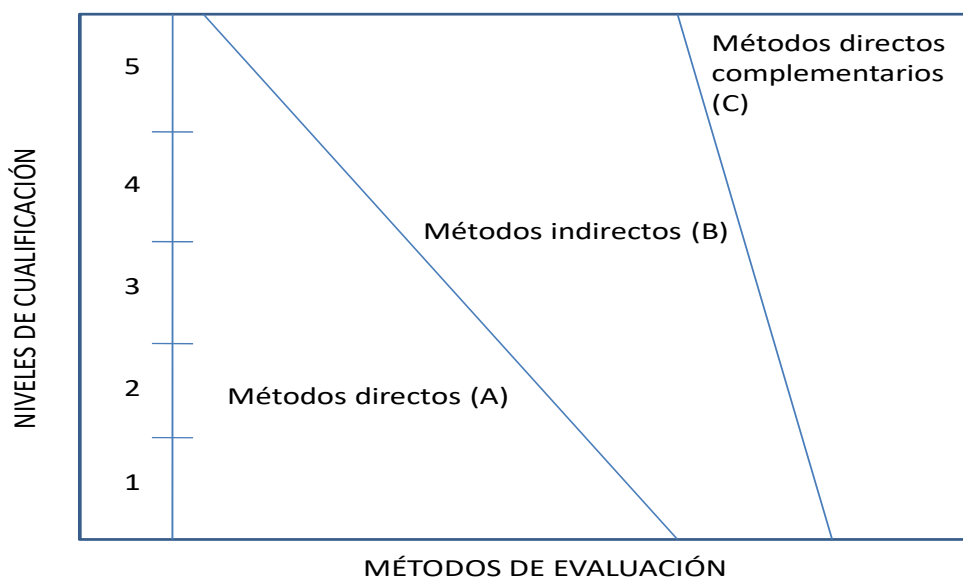 NIVELES DE CUALIFICACIÓN
5
4
3
2
1
Métodos directos
complementarios
(C)
Métodos indirectos (B)
Métodos directos (A)
MÉTODOS DE EVALUACIÓN